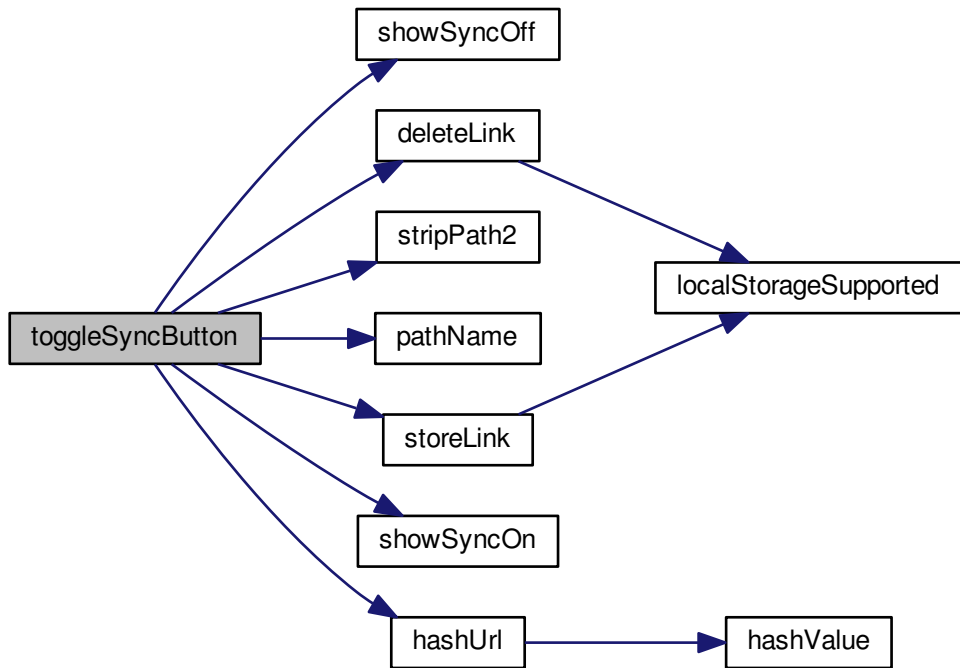 showSyncOff
deleteLink
stripPath2
localStorageSupported
toggleSyncButton
pathName
storeLink
showSyncOn
hashUrl
hashValue